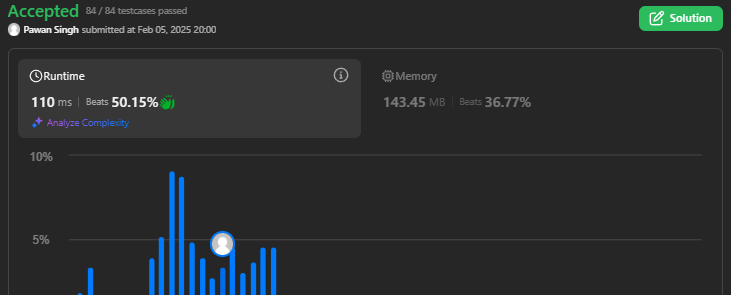 Accepted 84 / 84 testcases passed
Pawan Singh submitted at Feb 05, 2025 20:00
Solution
Runtime
110 ms | Beats 50.15%
Analyze Complexity
Memory
143.45 MB | Beats 36.77%
10%
5%